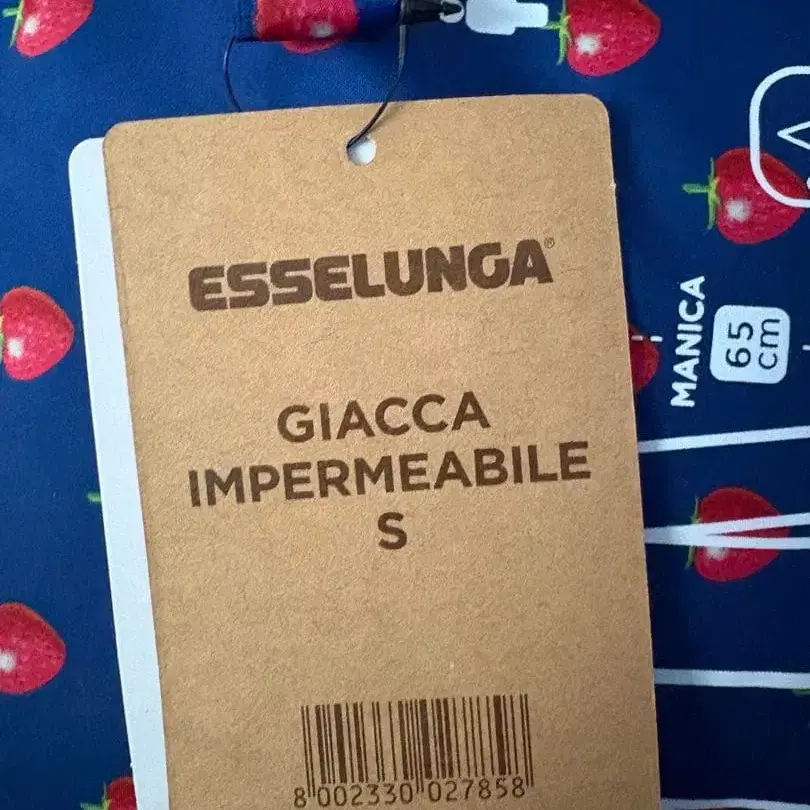 ESSELUNGA®
GIACCA
IMPERMEABILE
S
8 002330 027858
MANICA
65
cm